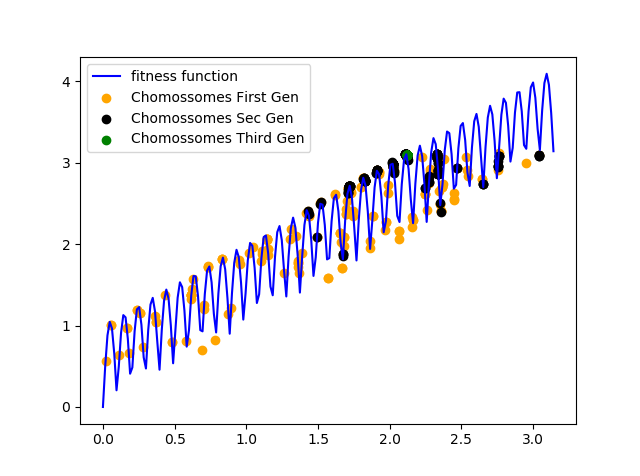 fitness function
Chomossomes First Gen
Chomossomes Sec Gen
Chomossomes Third Gen
4
3
2
1
0
0.0 0.5 1.0 1.5 2.0 2.5 3.0